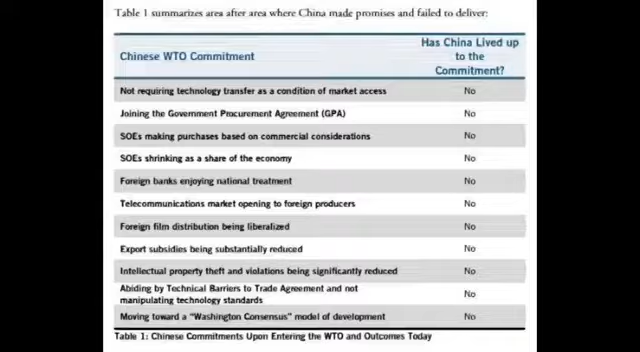 Table 1 summarizes area after area where China made promises and failed to deliver:
Chinese WTO Commitment
Has China Lived up
to the
Commitment?
Not requiring technology transfer as a condition of market access No
Joining the Government Procurement Agreement (GPA) No
SOEs making purchases based on commercial considerations No
SOEs shrinking as a share of the economy No
Foreign banks enjoying national treatment No
Telecommunications market opening to foreign producers No
Foreign film distribution being liberalized No
Export subsidies being substantially reduced No
Intellectual property theft and violations being significantly reduced No
Abiding by Technical Barriers to Trade Agreement and not
manipulating technology standards No
Moving toward a "Washington Consensus" model of development No
Table 1: Chinese Commitments Upon Entering the WTO and Outcomes Today